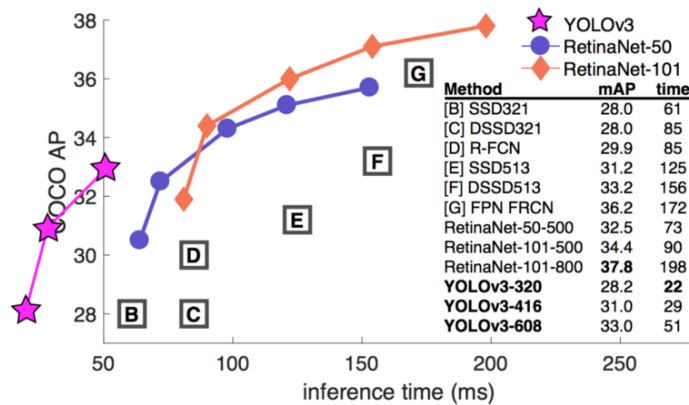 38
36
34
32
30
28
50
100
150
200
250
COCO AP
inference time (ms)
B
C
D
E
F
G
YOLOv3
RetinaNet-50
RetinaNet-101
Method mAP time
[B] SSD321 28.0 61
[C] DSSD321 28.0 85
[D] R-FCN 29.9 85
[E] SSD513 31.2 125
[F] DSSD513 33.2 156
[G] FPN FRCN 36.2 172
RetinaNet-50-500 32.5 73
RetinaNet-101-500 34.4 90
RetinaNet-101-800 37.8 198
YOLOv3-320 28.2 22
YOLOv3-416 31.0 29
YOLOv3-608 33.0 51